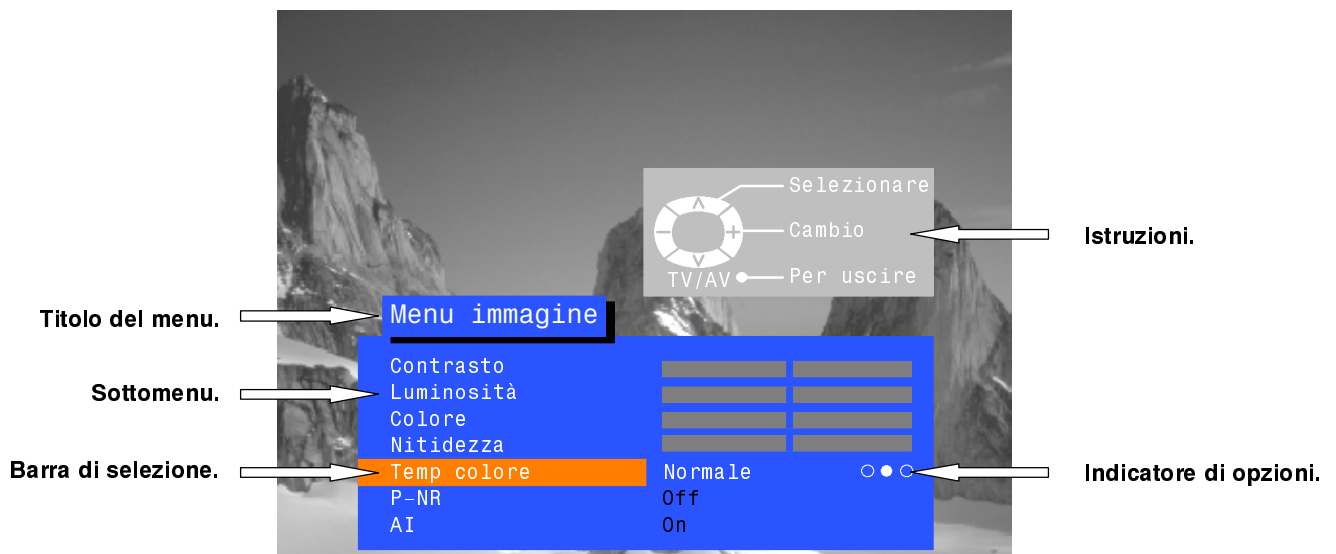 Selezionare
Cambio
Istruzioni.
TV/AV
Per uscire
Titolo del menu.
Menu immagine
Contrasto
Sottomenu.
Luminosità
Colore
Nitidezza
Barra di selezione.
Temp colore
Normale
Indicatore di opzioni.
P-NR
Off
AI
On